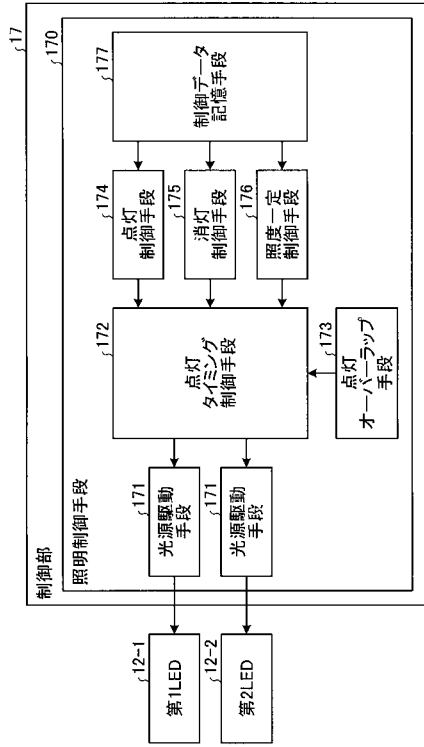 17
制御部
170
照明制御手段
177
制御データ
記憶手段
174
点灯
制御手段
175
消灯
制御手段
176
照度一定
制御手段
172
点灯
タイミング
制御手段
173
点灯
オーバーラップ
手段
171
光源駆動
手段
171
光源駆動
手段
12-1
第1LED
12-2
第2LED